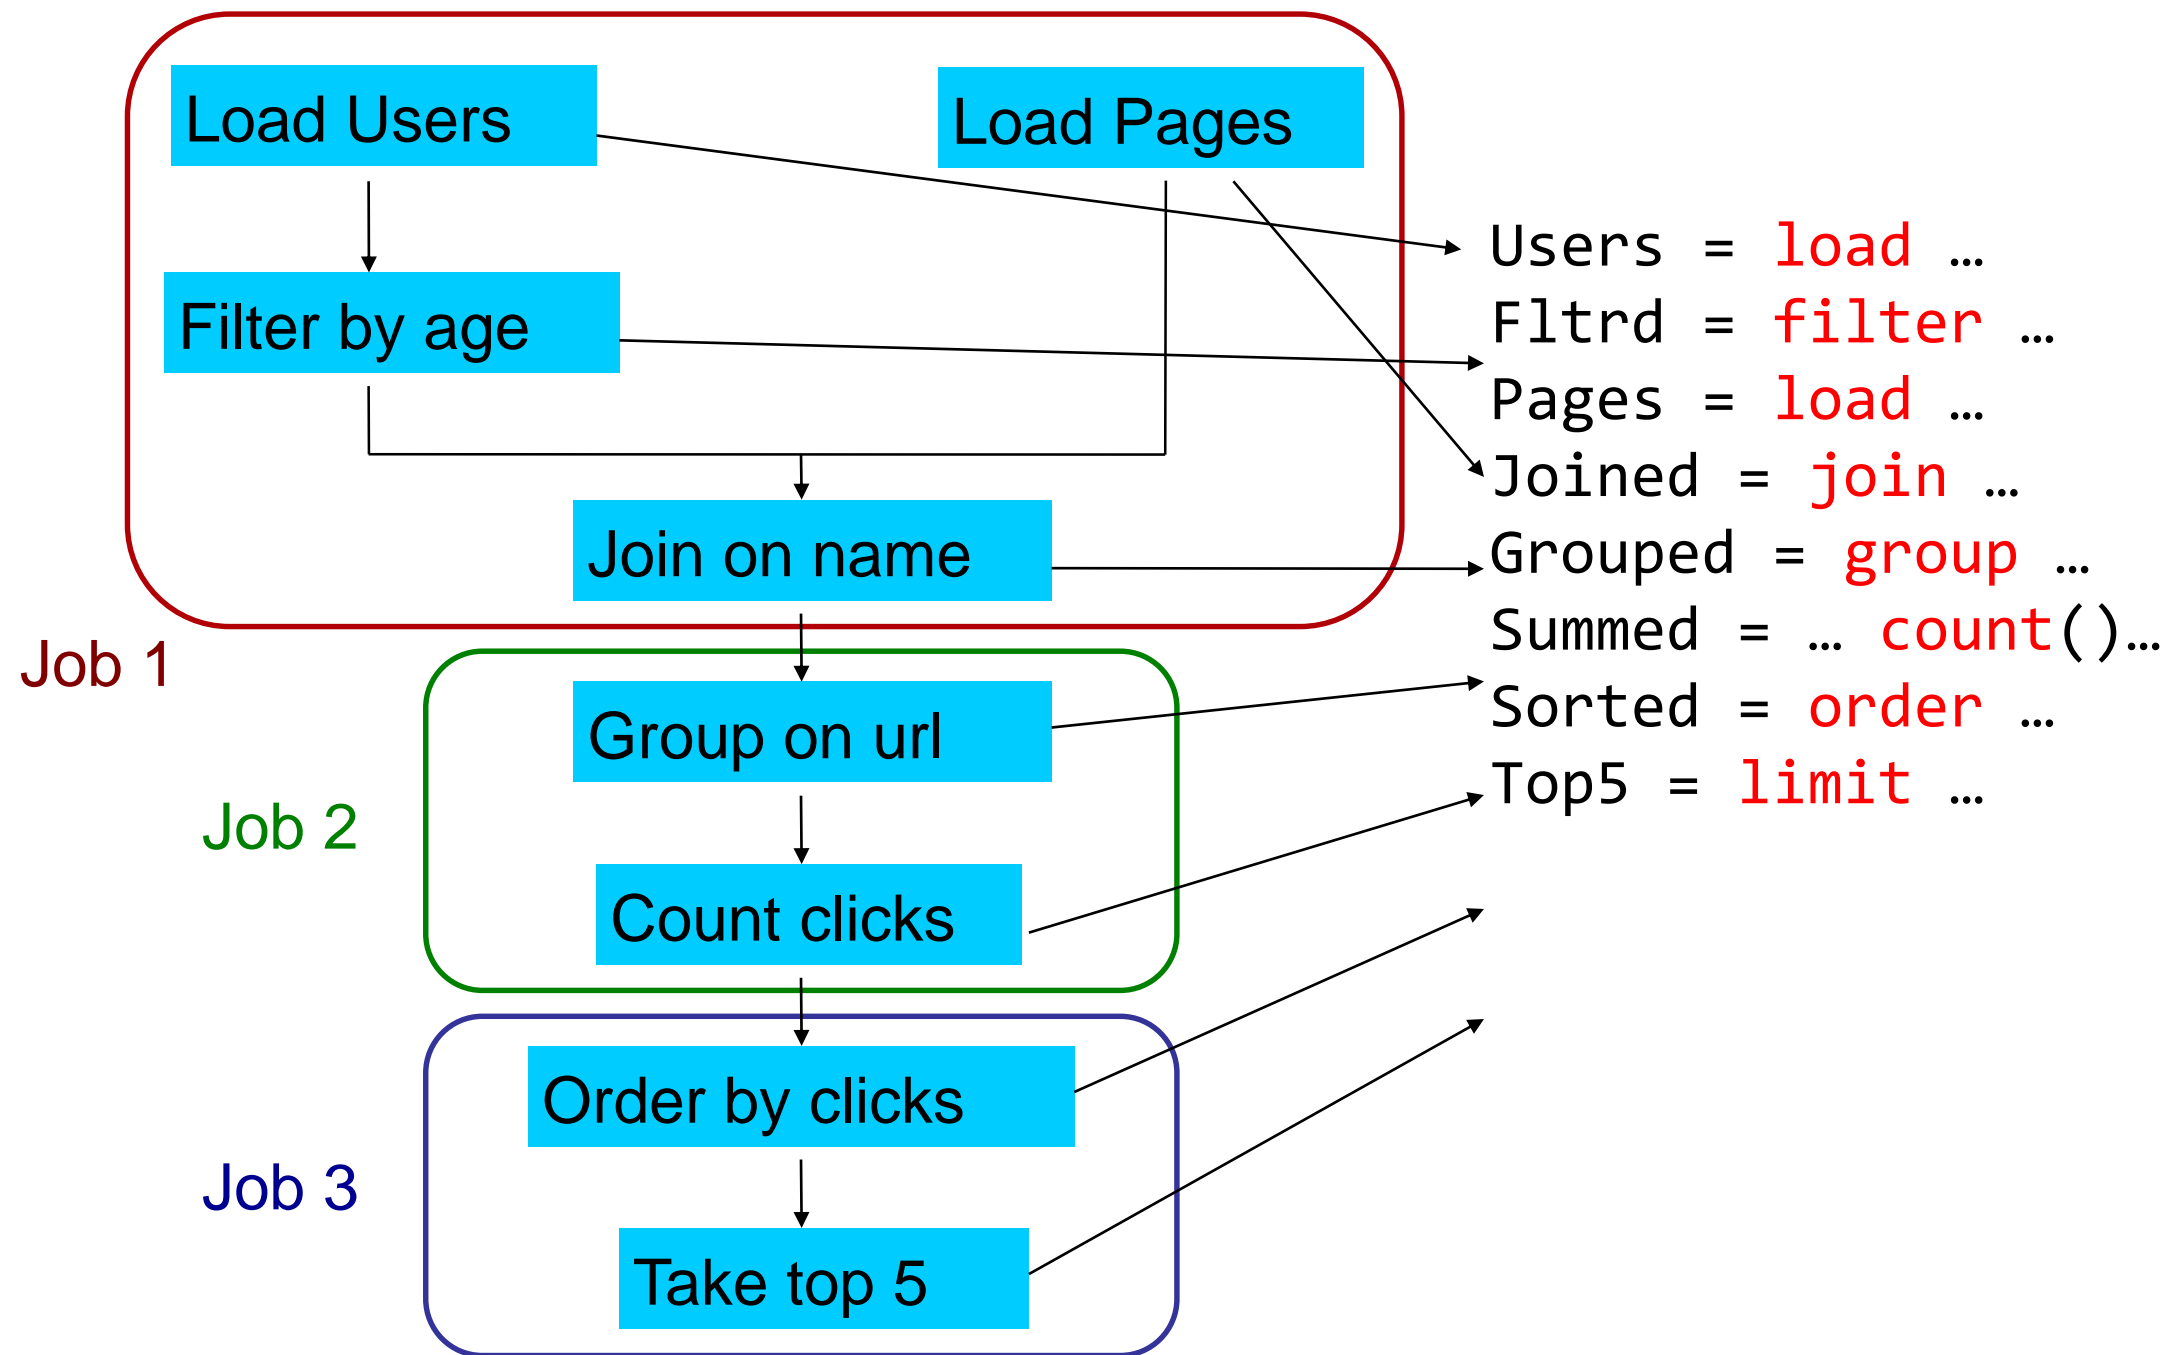 Load Users
Load Pages
Filter by age
Join on name
Job 1
Group on url
Job 2
Count clicks
Order by clicks
Job 3
Take top 5
Users = load …
Fltrd = filter …
Pages = load …
Joined = join …
Grouped = group …
Summed = … count()…
Sorted = order …
Top5 = limit …